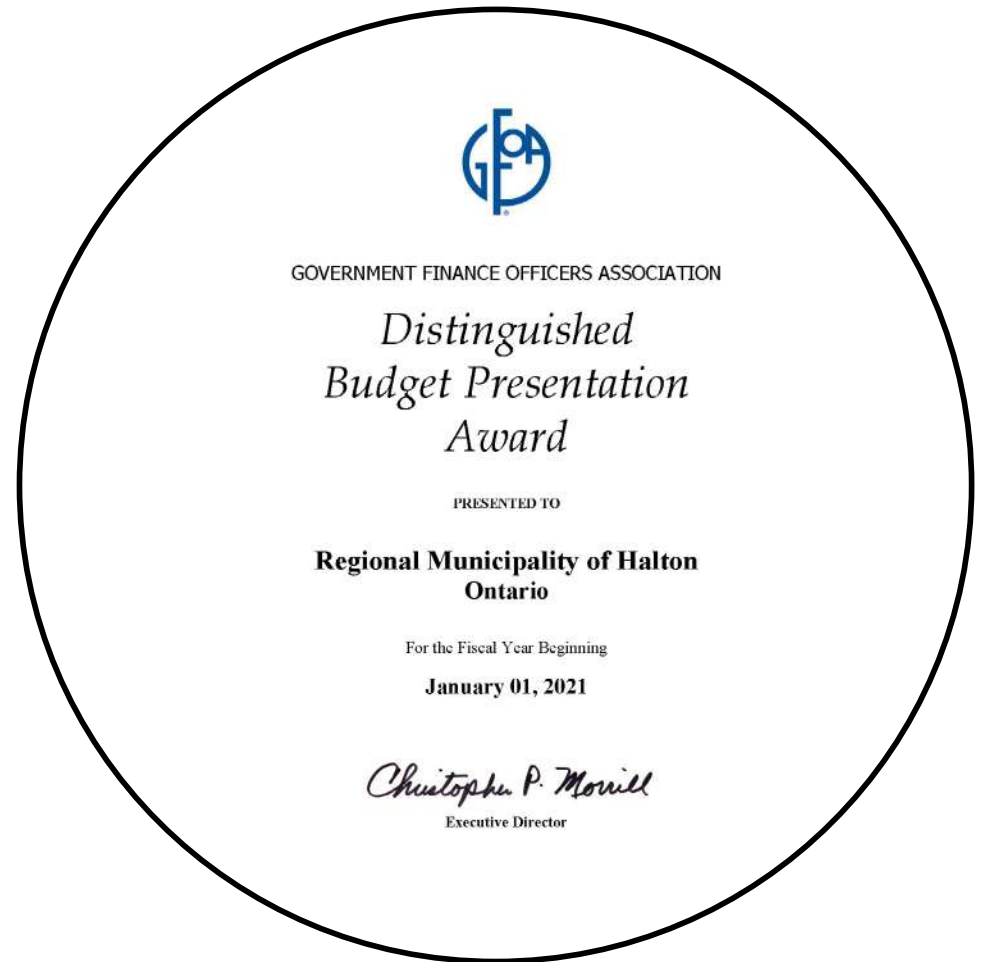 GFOA
GOVERNMENT FINANCE OFFICERS ASSOCIATION
Distinguished
Budget Presentation
Award
PRESENTED TO
Regional Municipality of Halton
Ontario
For the Fiscal Year Beginning
January 01, 2021
Christopher P. Morrill
Executive Director